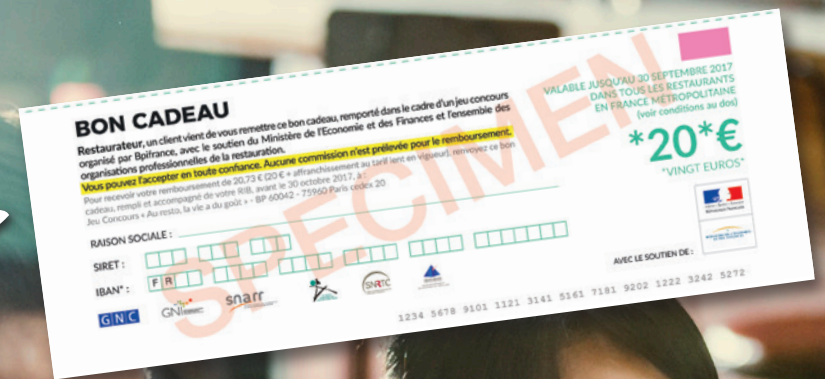 BON CADEAU
Restaurateur, un client vient de vous remettre ce bon cadeau, remporté dans le cadre d'un jeu concours
organisé par Bpifrance, avec le soutien du Ministère de l'Economie et des Finances et l'ensemble des
organisations professionnelles de la restauration.
Vous pouvez l'accepter en toute confiance. Aucune commission n'est prélevée pour le remboursement.
Pour recevoir votre remboursement de 20,73 € (20 € + affranchissement au tarif lent en vigueur), renvoyez ce bon
cadeau, rempli et accompagné de votre RIB, avant le 30 octobre 2017, à :
Jeu Concours « Au resto, la vie a du goût » - BP 60042 - 75960 Paris cedex 20
RAISON SOCIALE :
SIRET :
IBAN* :
F R
GNC
GNI
snarr
SNRTC
VALABLE JUSQU'AU 30 SEPTEMBRE 2017
DANS TOUS LES RESTAURANTS
EN FRANCE MÉTROPOLITAINE
(voir conditions au dos)
*20*€
*VINGT EUROS*
AVEC LE SOUTIEN DE :
1234 5678 9101 1121 3141 5161 7181 9202 1222 3242 5272
SPECIMEN